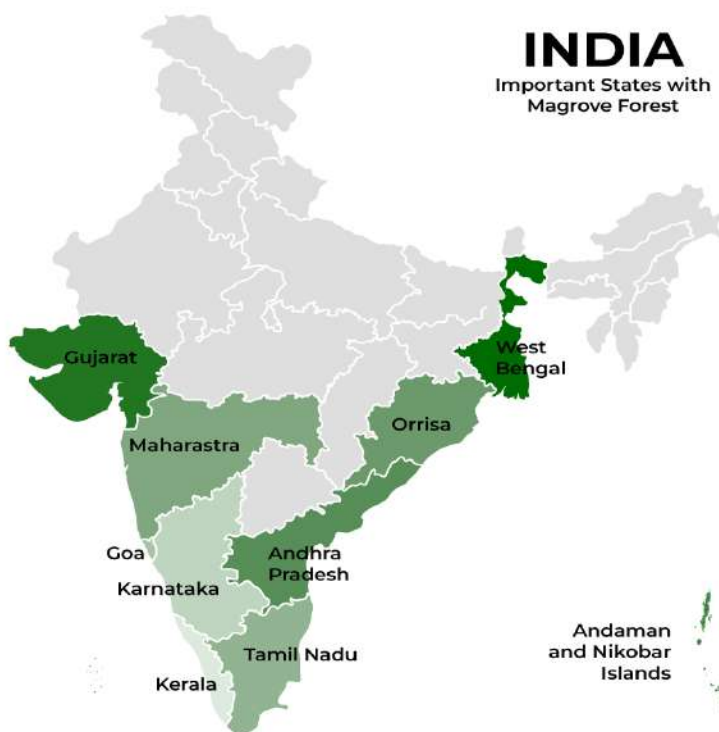 INDIA
Important States with
Magrove Forest
Gujarat
West
Bengal
Maharastra
Orrisa
Goa
Andhra
Pradesh
Karnataka
Tamil Nadu
Kerala
Andaman
and Nikobar
Islands